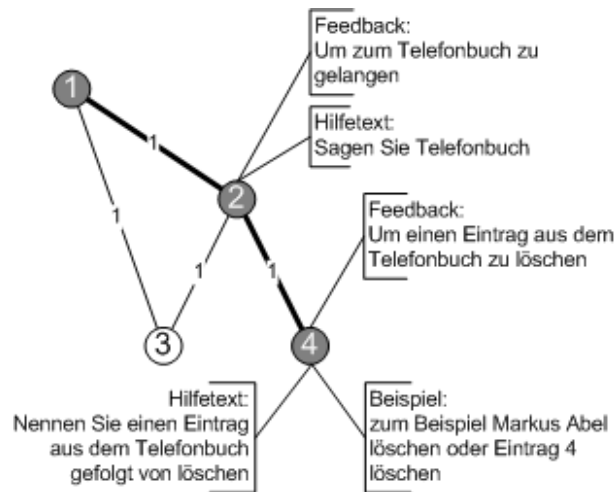 Feedback:
Um zum Telefonbuch zu
gelangen
1
1
Hilfetext:
Sagen Sie Telefonbuch
2
1
1
1
Feedback:
Um einen Eintrag aus dem
Telefonbuch zu löschen
3
4
Hilfetext:
Nennen Sie einen Eintrag
aus dem Telefonbuch
gefolgt von löschen
Beispiel:
zum Beispiel Markus Abel
löschen oder Eintrag 4
löschen